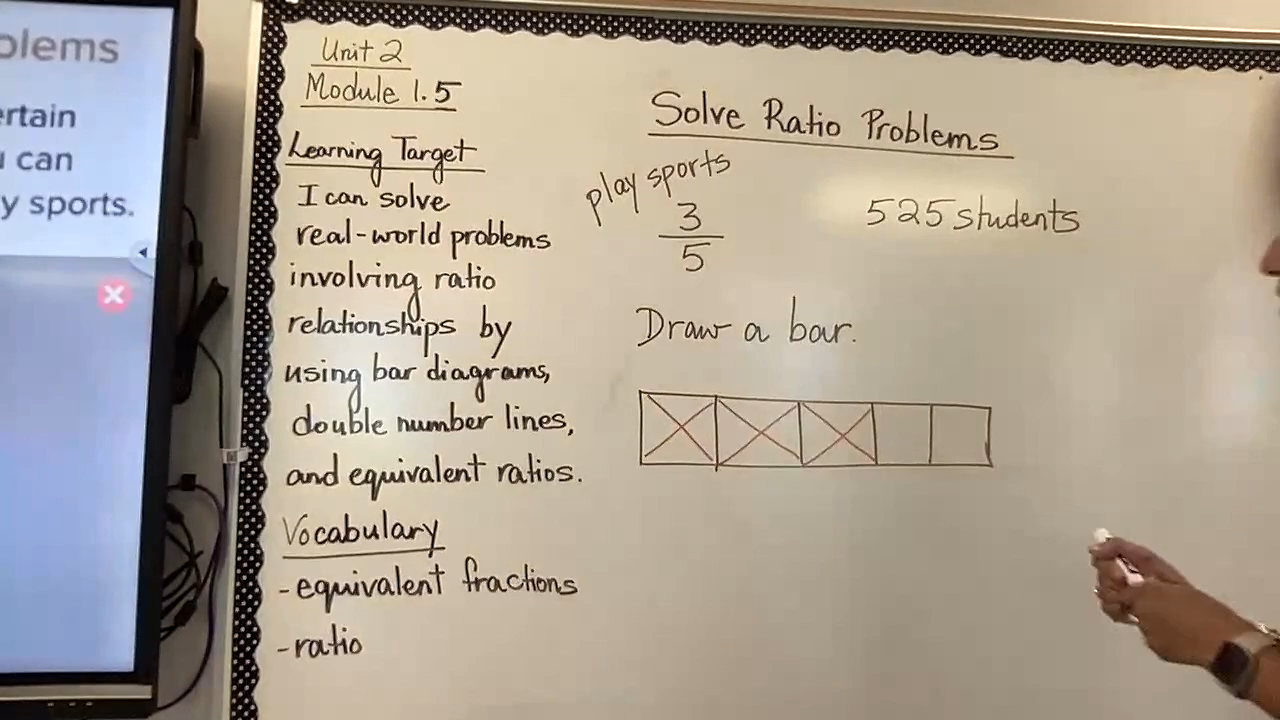 olems
ertain
u can
y sports.
Unit 2
Module 1.5
Learning Target
I can solve
real-world problems
involving ratio
relationships by
using bar diagrams,
double number lines,
and equivalent ratios.
Vocabulary
-equivalent fractions
-ratio
Solve Ratio Problems
play sports
3
5
525 students
Draw a bar.